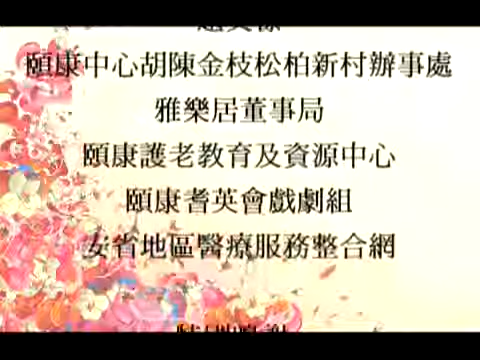 頤康中心胡陳金枝松柏新村辦事處
雅樂居董事局
頤康護老教育及資源中心
頤康耆英會戲劇組
安省地區醫療服務整合網